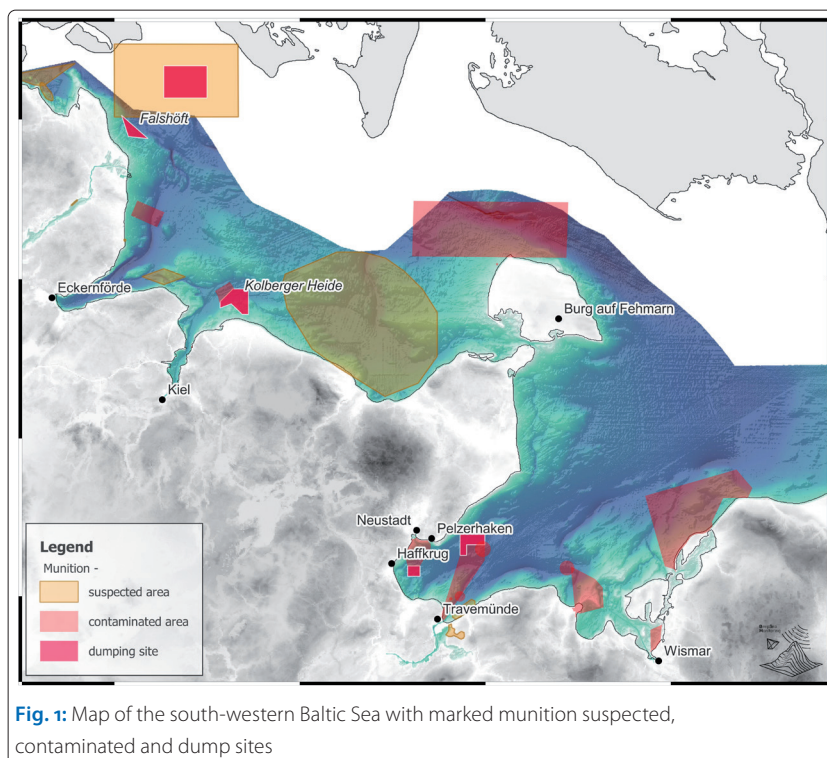 Falshöft
Eckernförde
Kolberger Heide
Burg auf Fehmarn
Kiel
Neustadt
Pelzerhaken
Haffkrug
Travemünde
Wismar
Legend
Munition -
suspected area
contaminated area
dumping site
Fig. 1: Map of the south-western Baltic Sea with marked munition suspected,
contaminated and dump sites